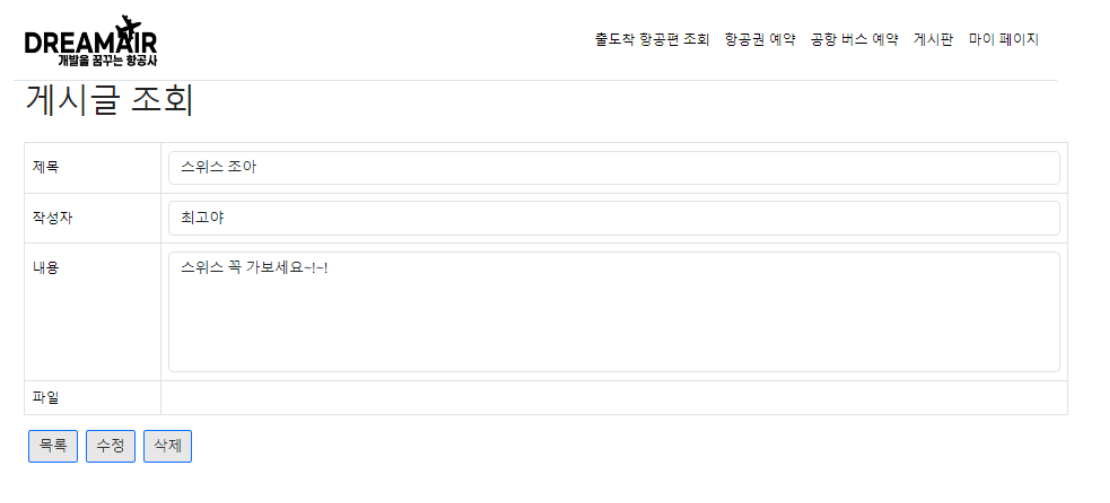 DREAMAIR
개발을 꿈꾸는 항공사
출도착 항공편 조회 항공권 예약 공항 버스 예약 게시판 마이 페이지
게시글 조회
제목 스위스 조아
작성자 최고야
내용 스위스 꼭 가보세요~!~!
파일
목록 수정 삭제